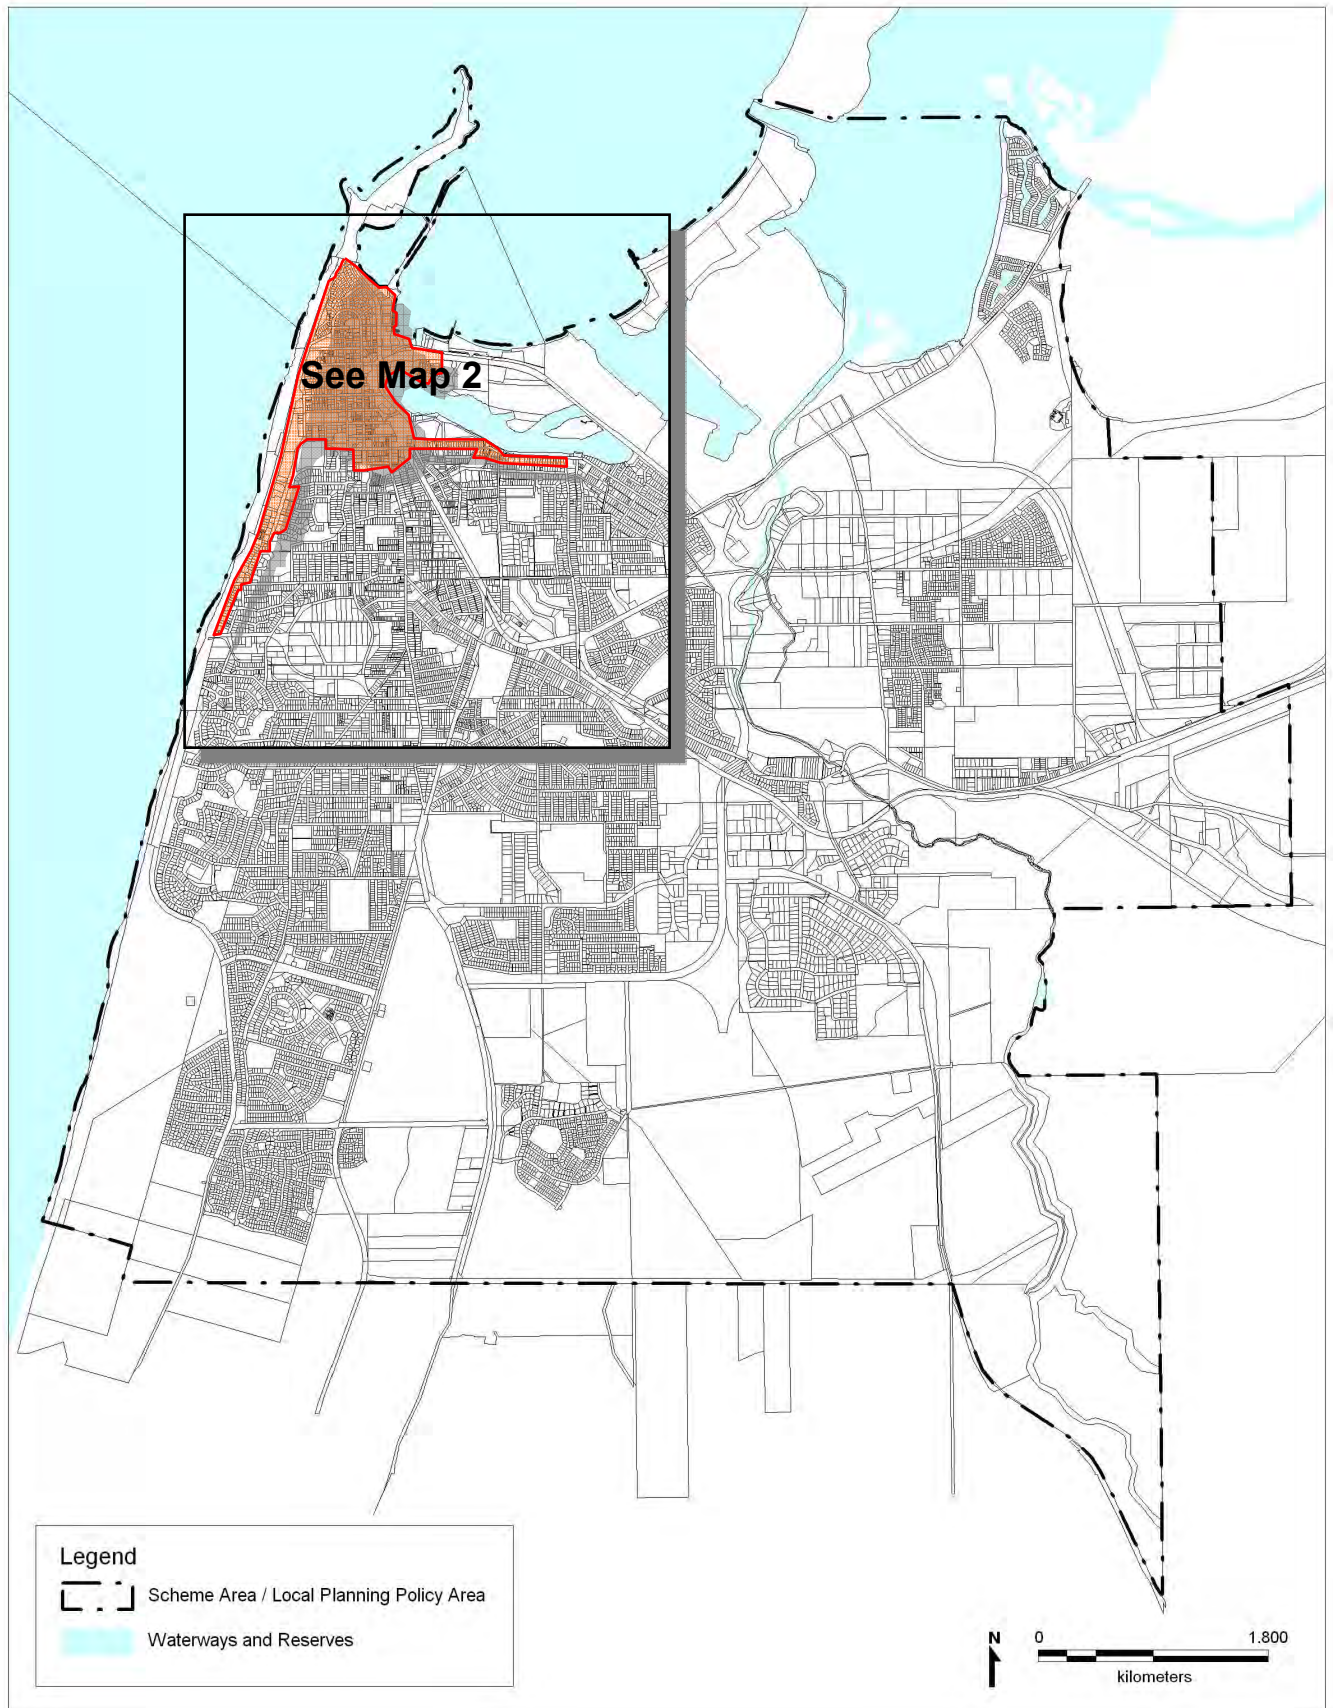 See Map 2
Legend
Scheme Area / Local Planning Policy Area
Waterways and Reserves
N
0 1.800
kilometers